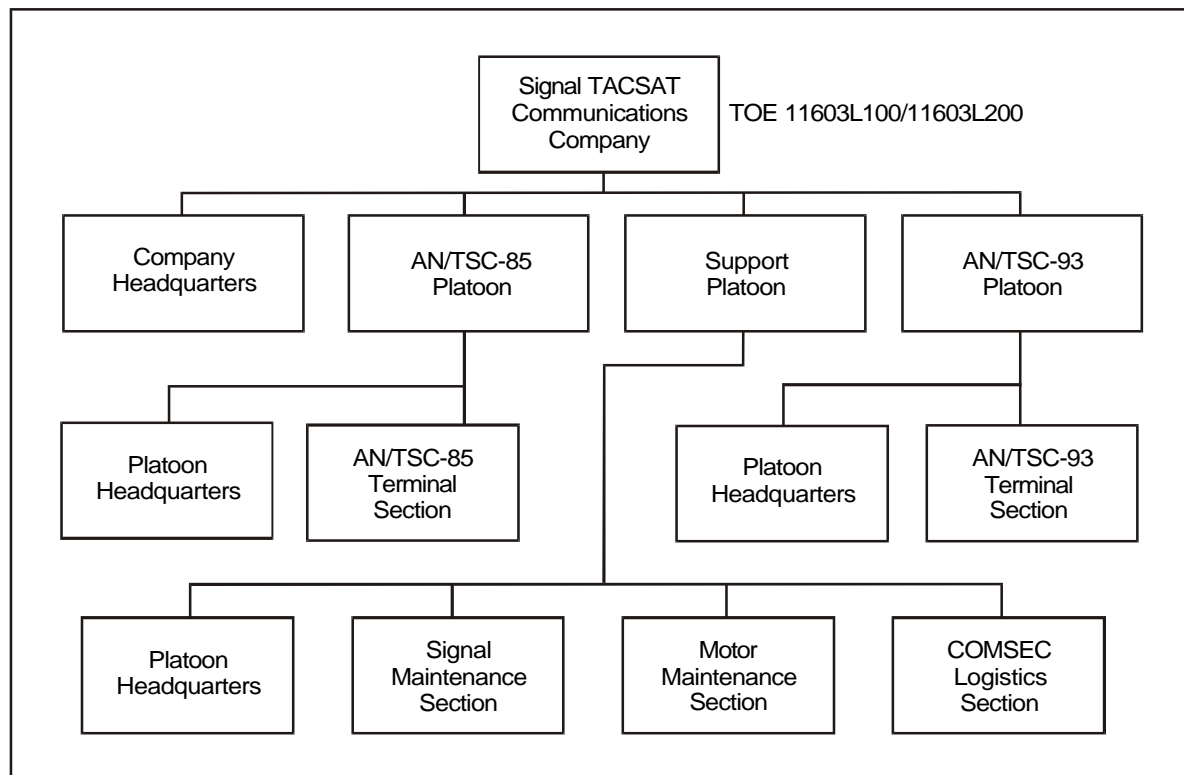 Signal TACSAT
Communications
Company
TOE 11603L100/11603L200
Company
Headquarters
AN/TSC-85
Platoon
Support
Platoon
AN/TSC-93
Platoon
Platoon
Headquarters
AN/TSC-85
Terminal
Section
Platoon
Headquarters
AN/TSC-93
Terminal
Section
Platoon
Headquarters
Signal
Maintenance
Section
Motor
Maintenance
Section
COMSEC
Logistics
Section